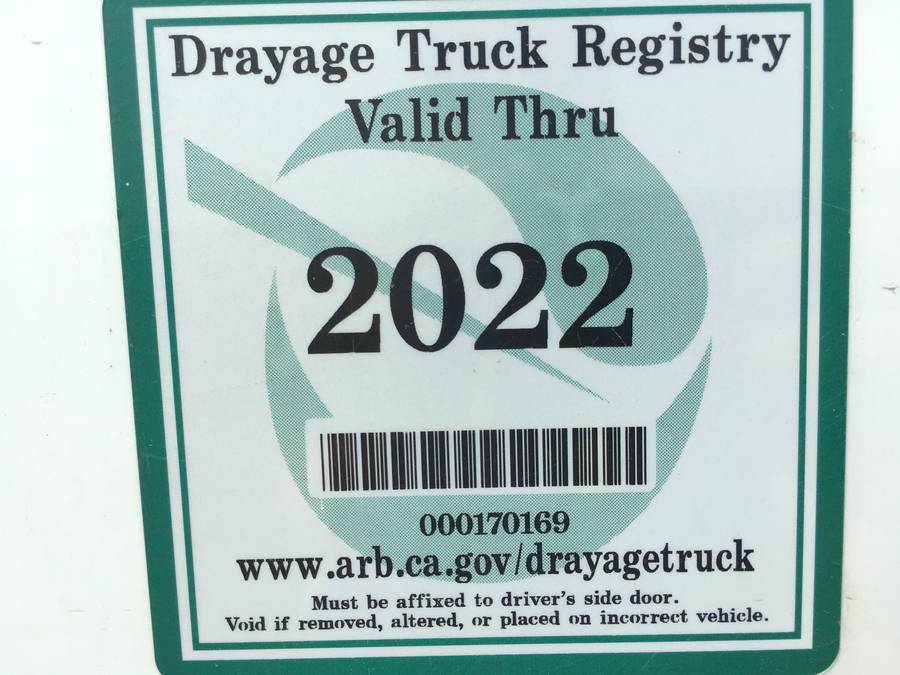 Drayage Truck Registry
Valid Thru
2022
000170169
www.arb.ca.gov/drayagetruck
Must be affixed to driver's side door.
Void if removed, altered, or placed on incorrect vehicle.